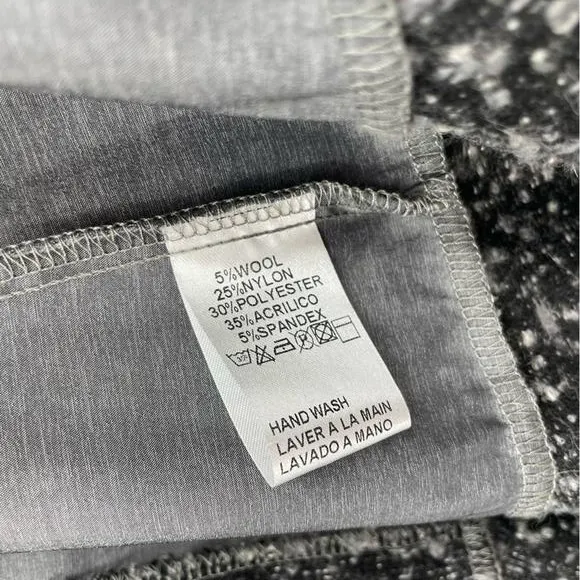 5%WOOL
25%NYLON
30%POLYESTER
35%ACRILICO
5%SPANDEX
HAND WASH
LAVER A LA MAIN
LAVADO A MANO